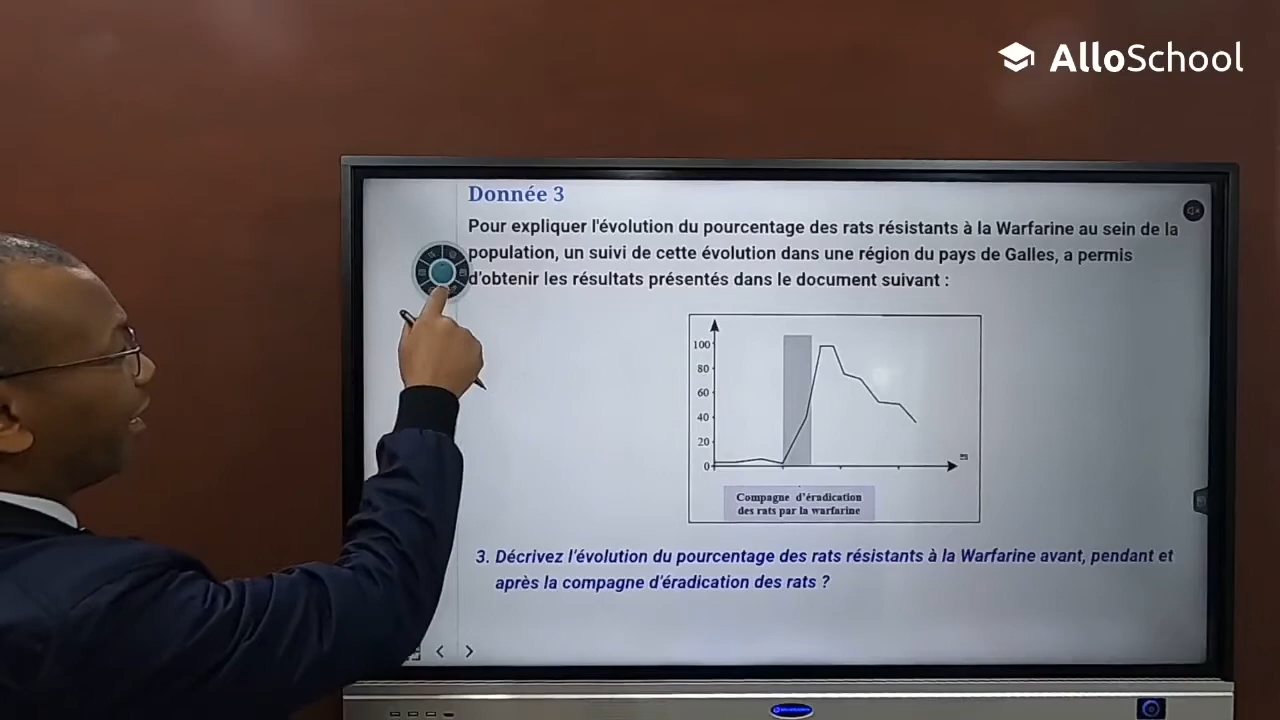 AlloSchool
Donnée 3
Pour expliquer l'évolution du pourcentage des rats résistants à la Warfarine au sein de la
population, un suivi de cette évolution dans une région du pays de Galles, a permis
d'obtenir les résultats présentés dans le document suivant :
100
80
60
40
20
0
Compagne d'éradication
des rats par la warfarine
3. Décrivez l'évolution du pourcentage des rats résistants à la Warfarine avant, pendant et
après la compagne d'éradication des rats ?